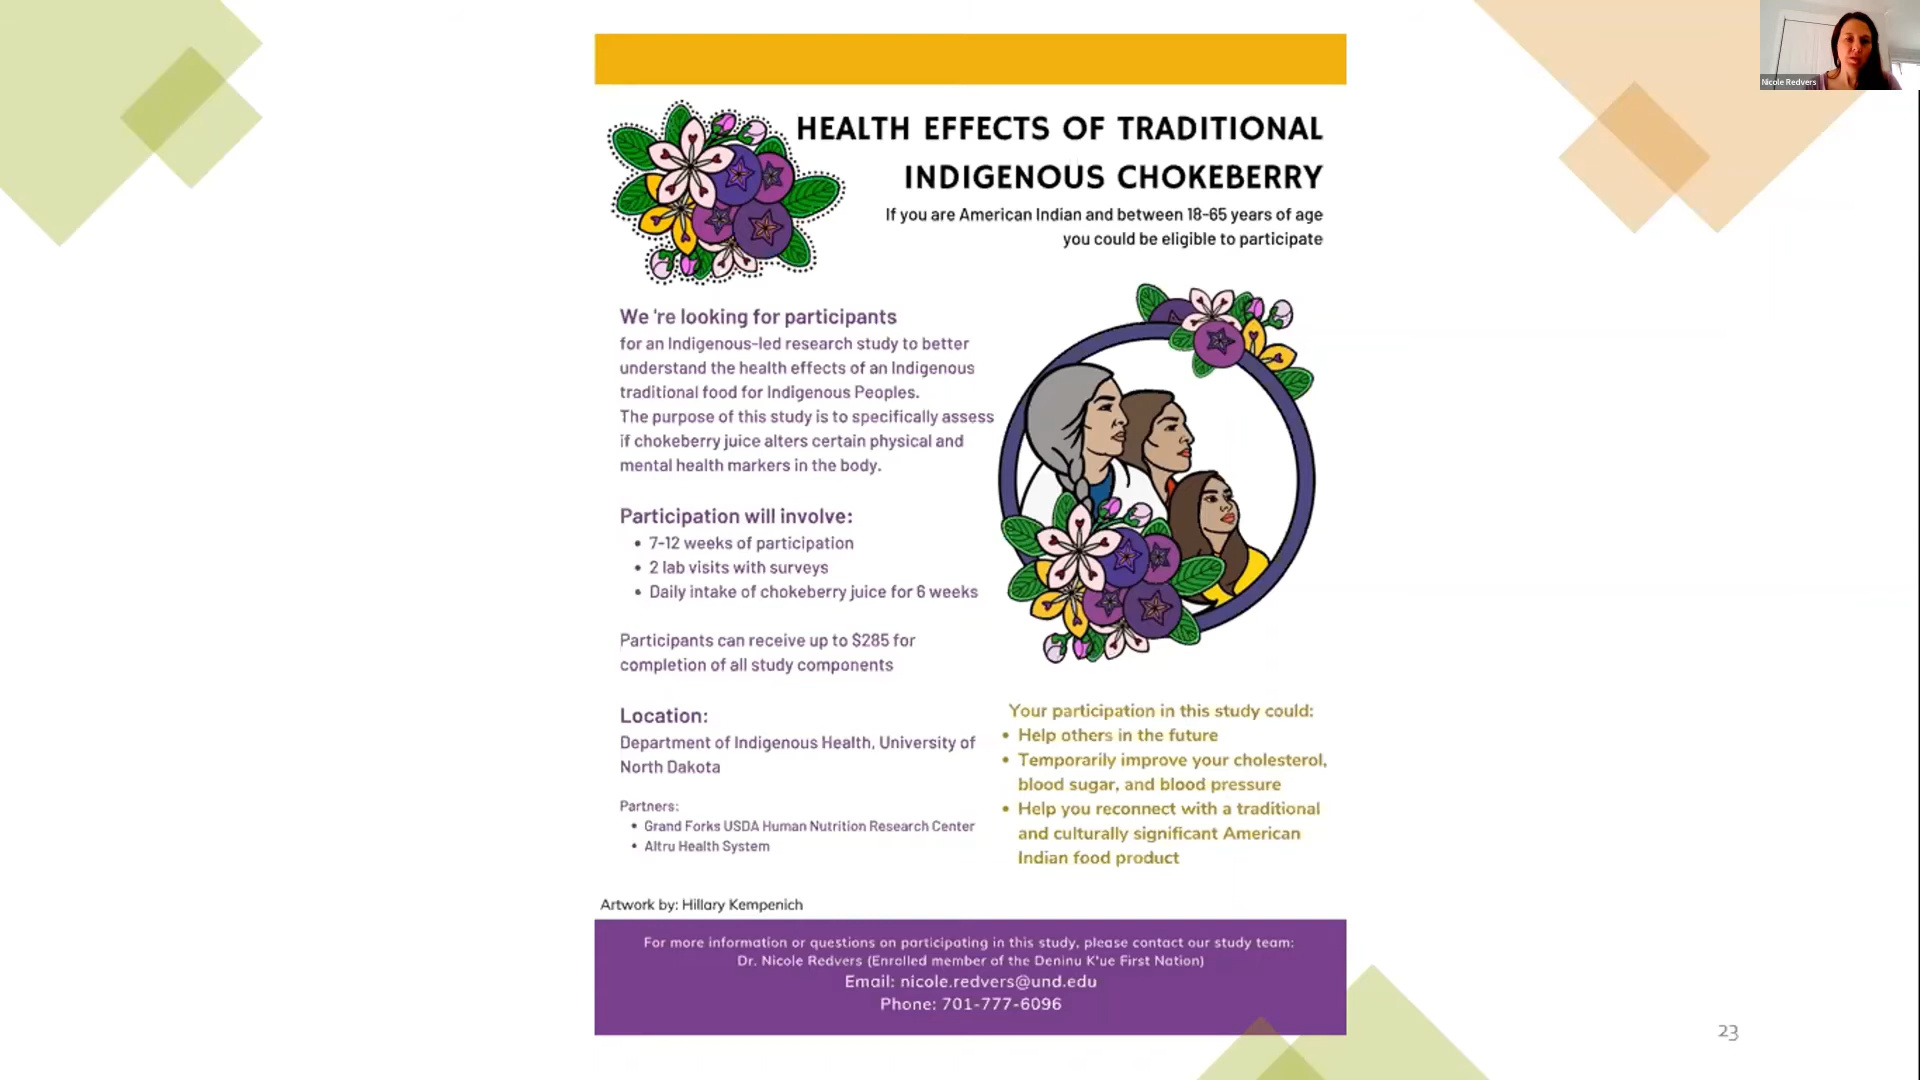 Nicole Redvers
HEALTH EFFECTS OF TRADITIONAL
INDIGENOUS CHOKEBERRY
If you are American Indian and between 18-65 years of age
you could be eligible to participate
We 're looking for participants
for an Indigenous-led research study to better
understand the health effects of an Indigenous
traditional food for Indigenous Peoples.
The purpose of this study is to specifically assess
if chokeberry juice alters certain physical and
mental health markers in the body.
Participation will involve:
• 7-12 weeks of participation
• 2 lab visits with surveys
• Daily intake of chokeberry juice for 6 weeks
Participants can receive up to $285 for
completion of all study components
Location:
Department of Indigenous Health, University of
North Dakota
Partners:
• Grand Forks USDA Human Nutrition Research Center
• Altru Health System
Your participation in this study could:
• Help others in the future
• Temporarily improve your cholesterol,
blood sugar, and blood pressure
• Help you reconnect with a traditional
and culturally significant American
Indian food product
Artwork by: Hillary Kempenich
For more information or questions on participating in this study, please contact our study team:
Dr. Nicole Redvers (Enrolled member of the Deninu K'ue First Nation)
Email: nicole.redvers@und.edu
Phone: 701-777-6096
23